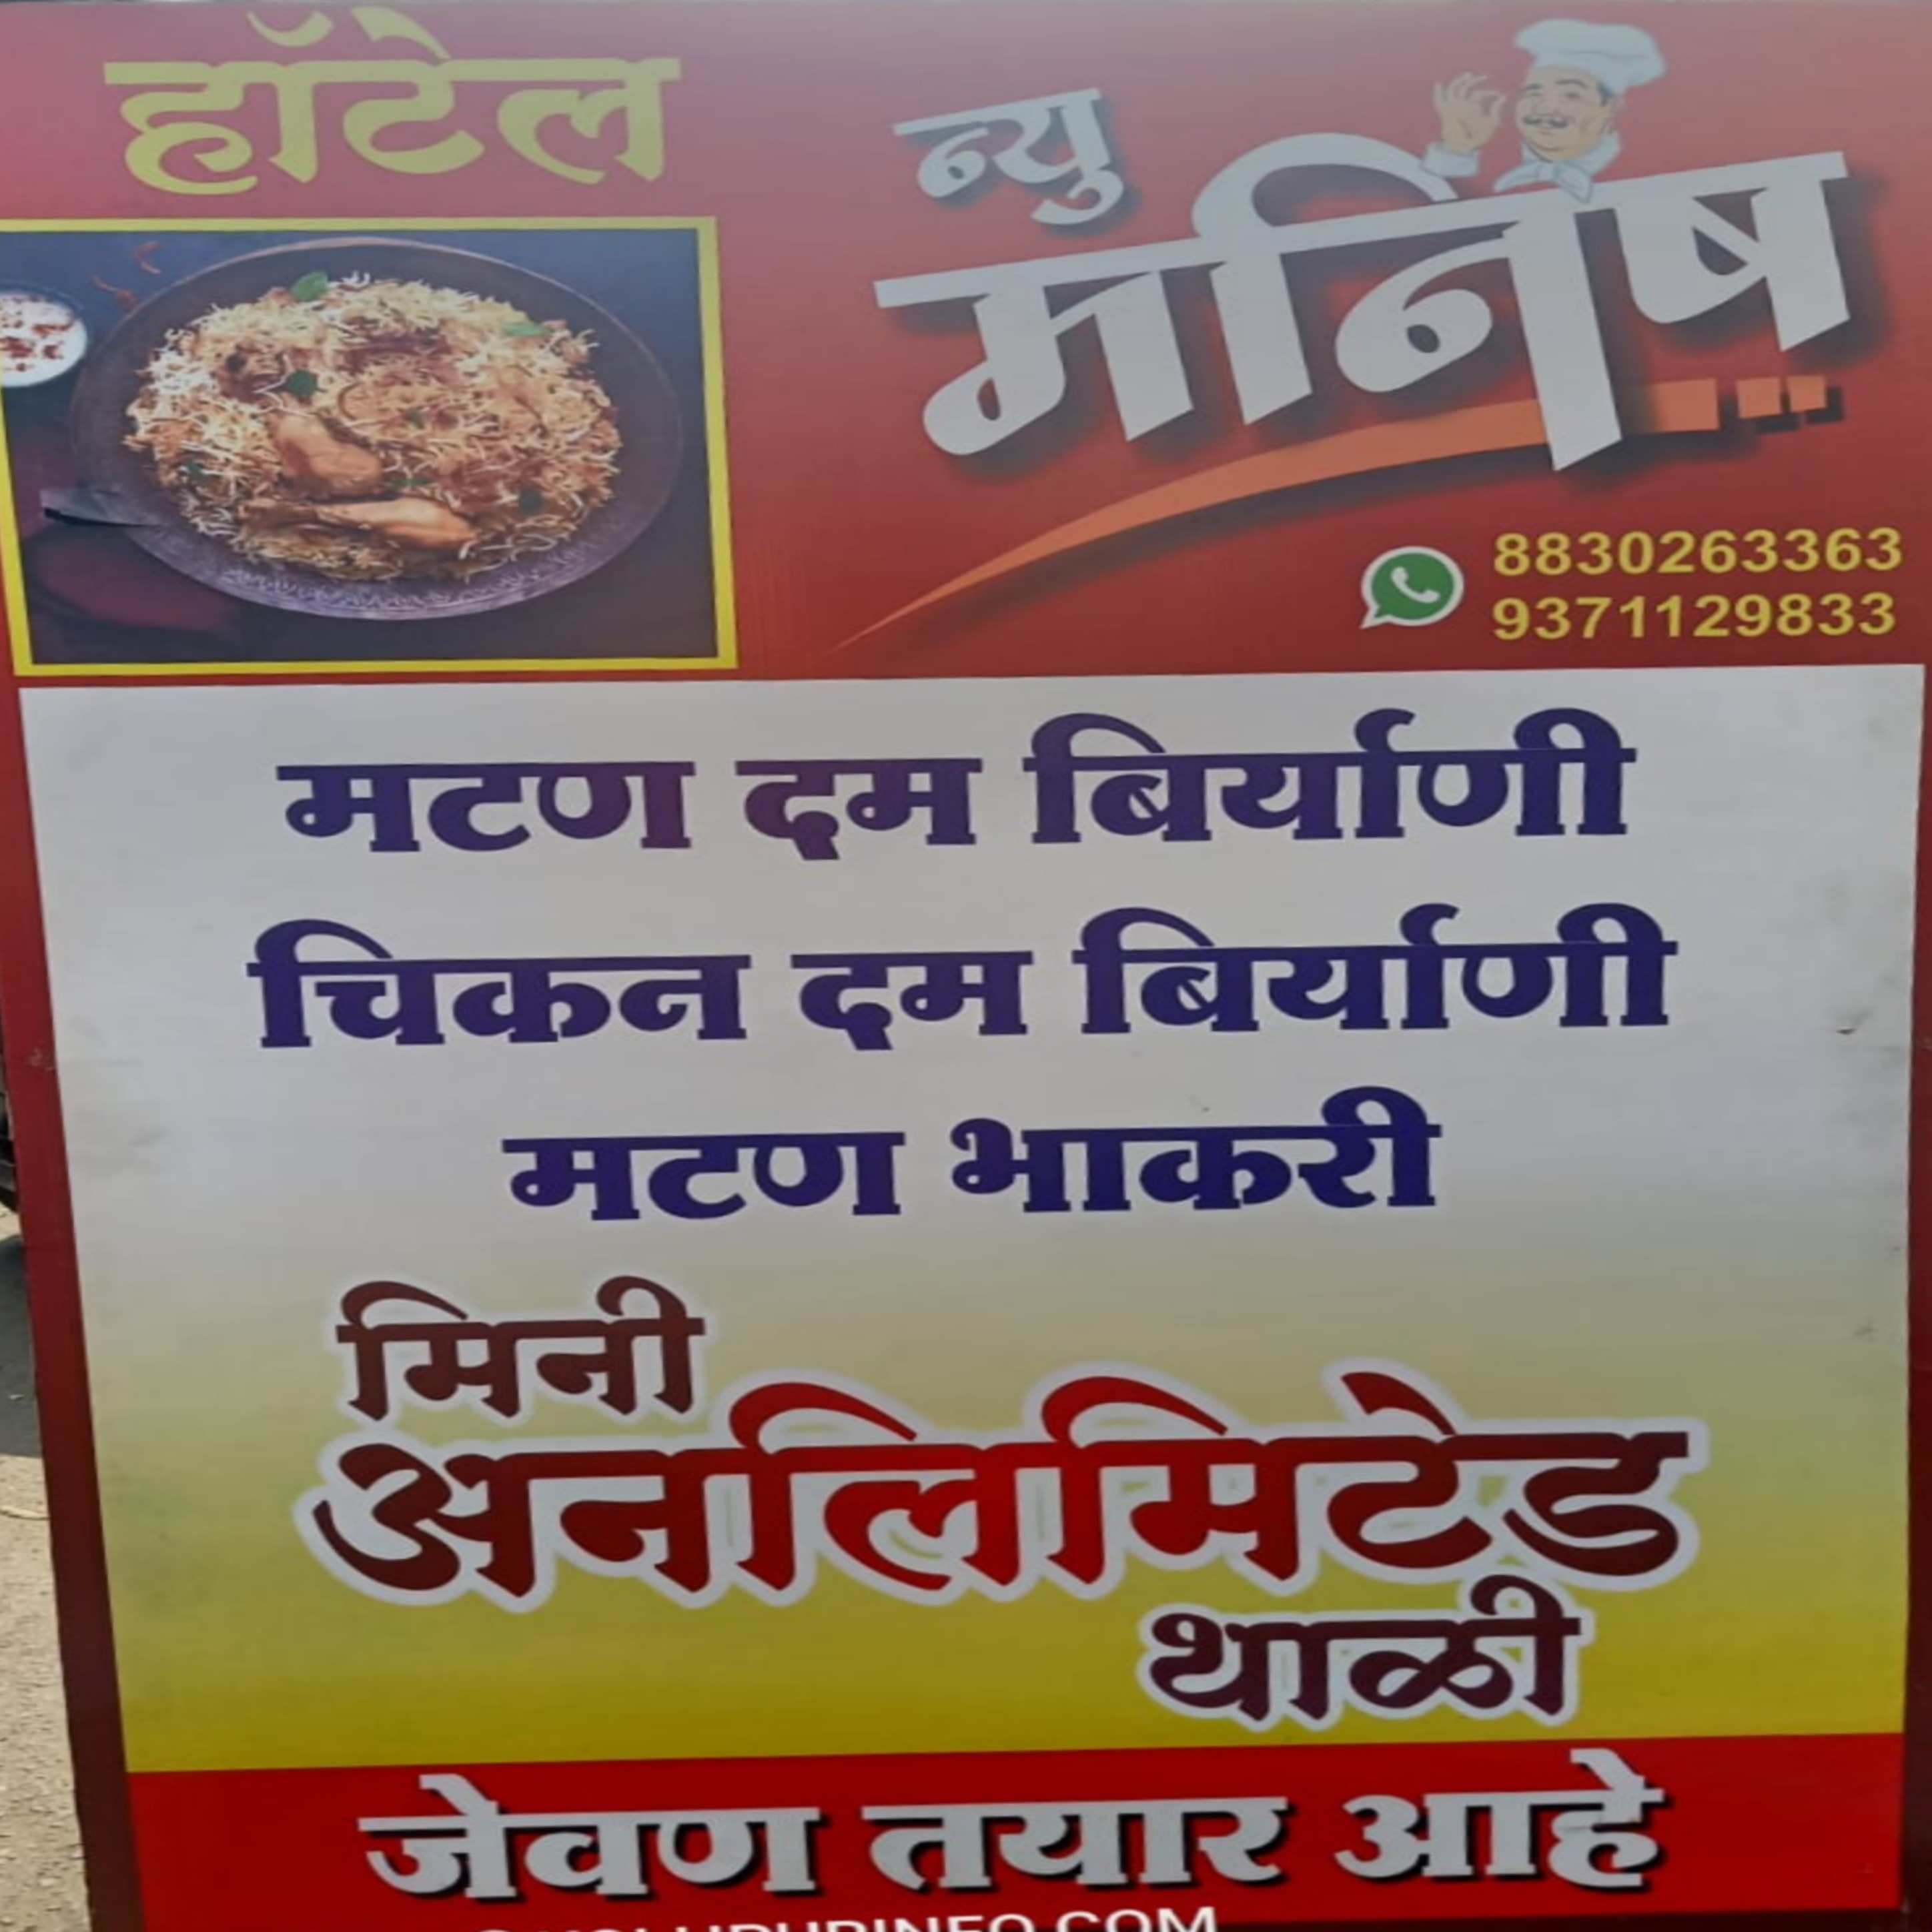 हॉटेल
न्यु
मनिष
8830263363
9371129833
मटण दम बिर्याणी
चिकन दम बिर्याणी
मटण भाकरी
मिनी
अनलिमिटेड
थाळी
जेवण तयार आहे